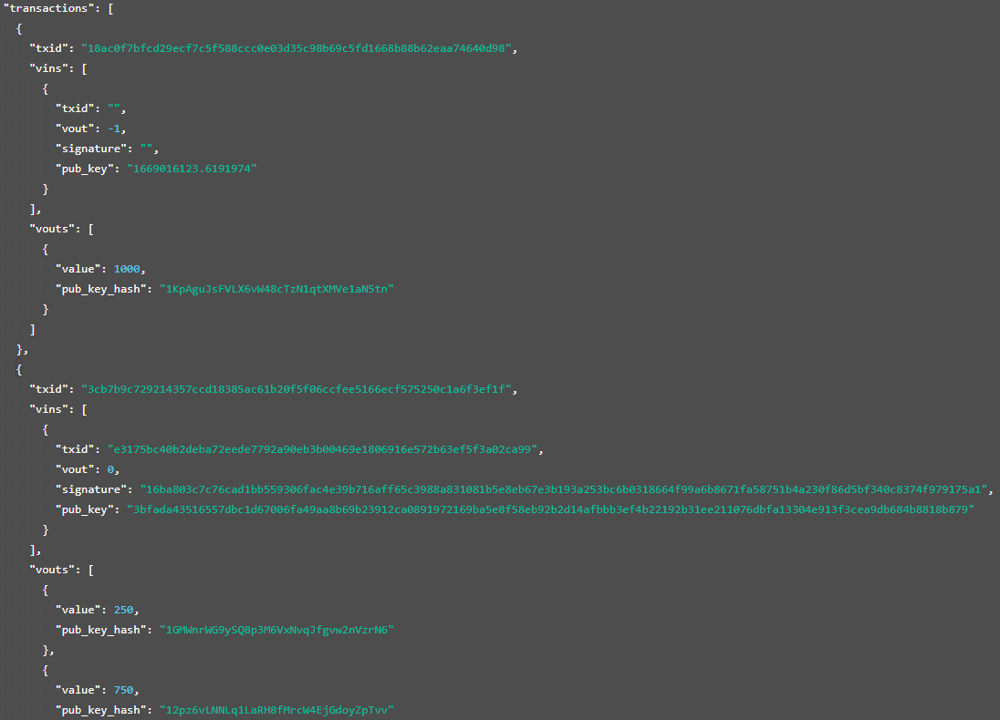 "transactions": [
{
"txid": "18ac0f7bfcd29ecf7c5f588ccc0e03d35c98b69c5fd1668b88b62eaa74640d98",
"vins": [
{
"txid": "",
"vout": -1,
"signature": "",
"pub_key": "1669016123.6191974"
}
],
"vouts": [
{
"value": 1000,
"pub_key_hash": "1KpAguJsFVLX6vW48cTzN1qtXMVe1aN5tn"
}
]
},
{
"txid": "3cb7b9c729214357ccd18385ac61b20f5f06ccfee5166ecf575250c1a6f3ef1f",
"vins": [
{
"txid": "e3175bc40b2deba72eede7792a90eb3b00469e1806916e572b63ef5f3a02ca99",
"vout": 0,
"signature": "16ba803c7c76cad1bb559306fac4e39b716aff65c3988a831081b5e8eb67e3b193a253bc6b0318664f99a6b8671fa58751b4a230f86d5bf340c8374f979175a1",
"pub_key": "3bfada43516557dbc1d67006fa49aa8b69b23912ca0891972169ba5e8f58eb92b2d14afbbb3ef4b22192b31ee211076dbfa13304e913f3cea9db684b8818b879"
}
],
"vouts": [
{
"value": 250,
"pub_key_hash": "1GMWnrWG9ySQ8p3M6VxNvqJfgvw2nVzrN6"
},
{
"value": 750,
"pub_key_hash": "12pz6vLNNLq1LaRH8fMrcW4EjGdoyZpTvv"